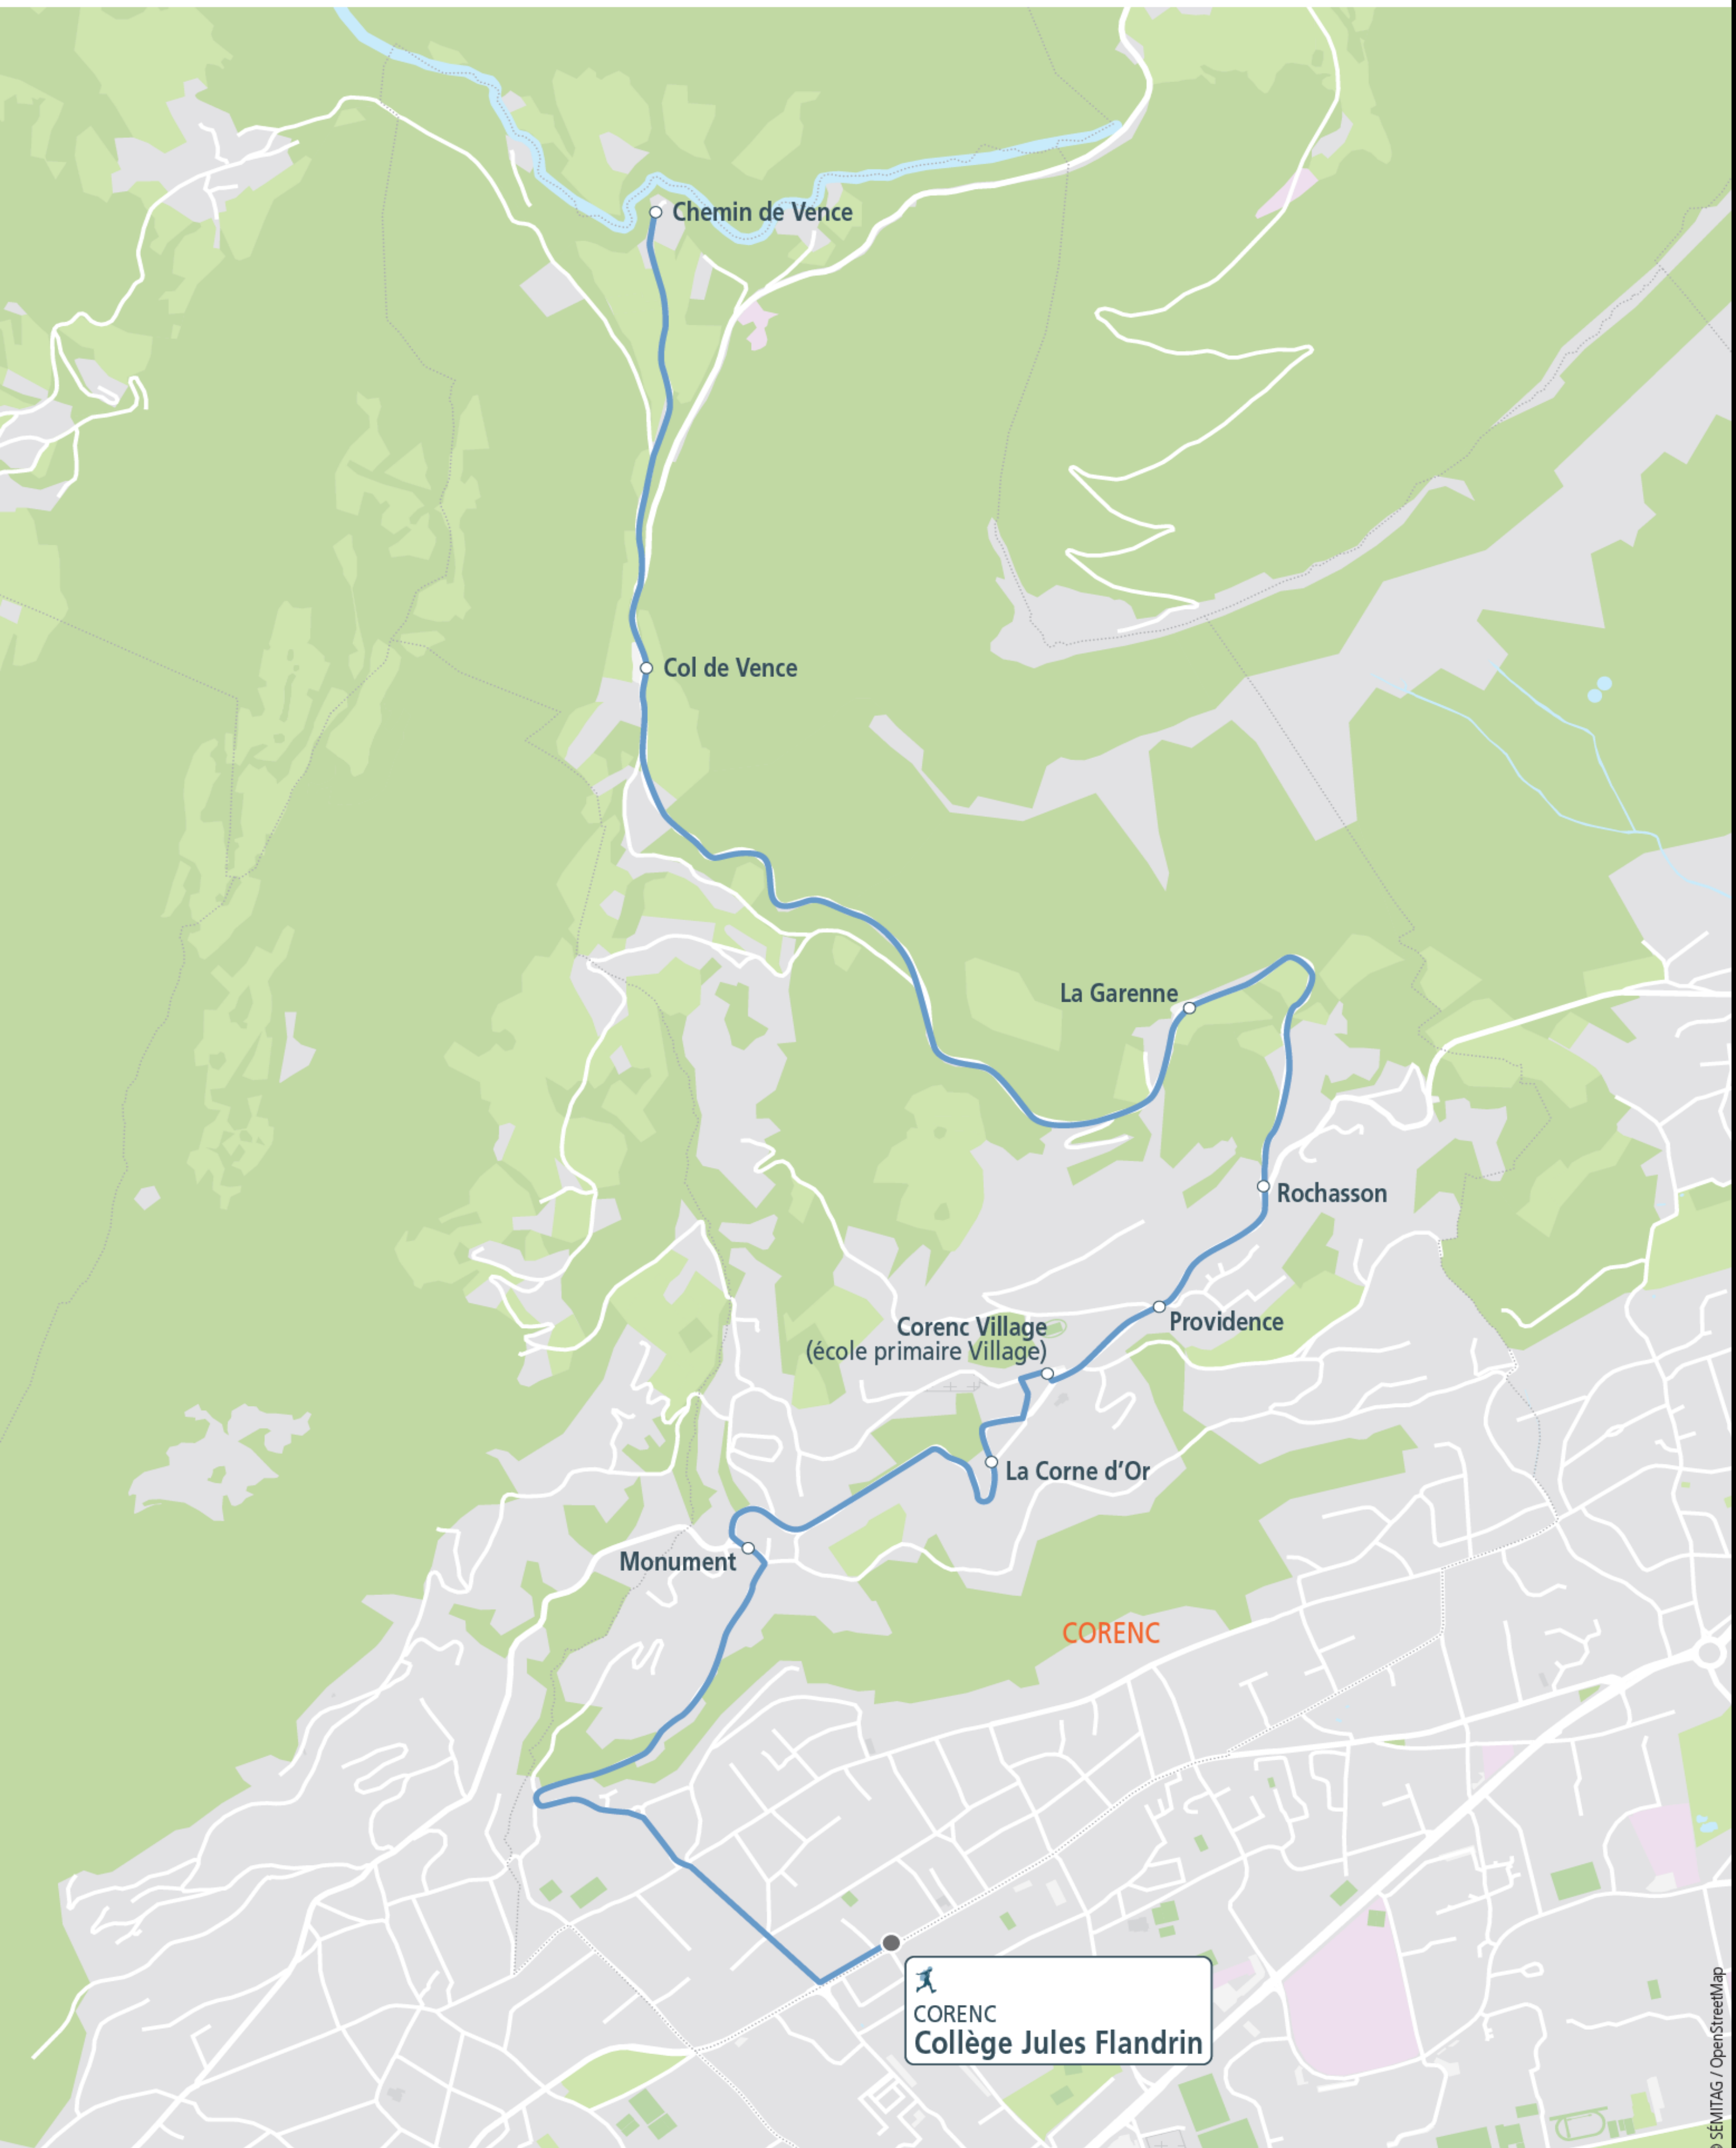 Chemin de Vence
Col de Vence
La Garenne
Rochasson
Providence
Corenc Village
(école primaire Village)
La Corne d’Or
Monument
CORENC
CORENC
Collège Jules Flandrin
SÉMITAG / OpenStreetMap